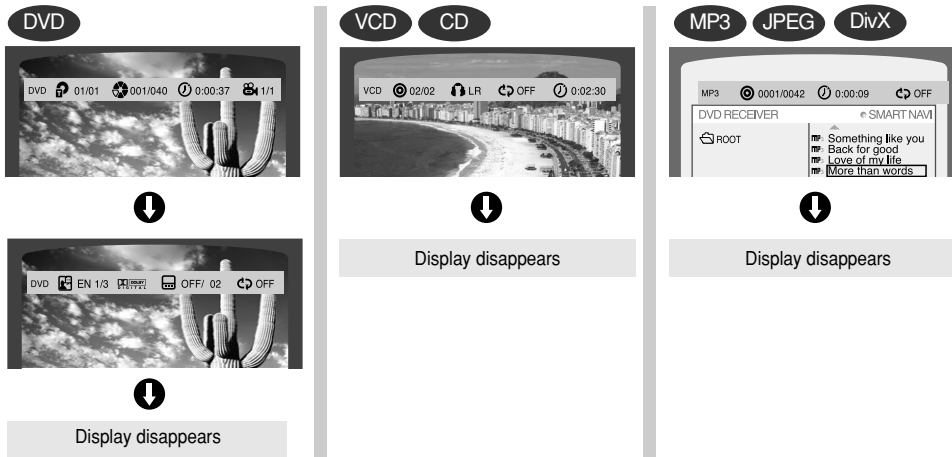 DVD
DVD 01/01 001/040 0:00:37 1/1
DVD EN 1/3 DOLBY DIGITAL OFF/ 02 OFF
Display disappears
VCD CD
VCD 02/02 LR OFF 0:02:30
Display disappears
MP3 JPEG DivX
MP3 0001/0042 0:00:09 OFF
DVD RECEIVER SMART NAVI
ROOT
Something like you
Back for good
Love of my life
More than words
Display disappears